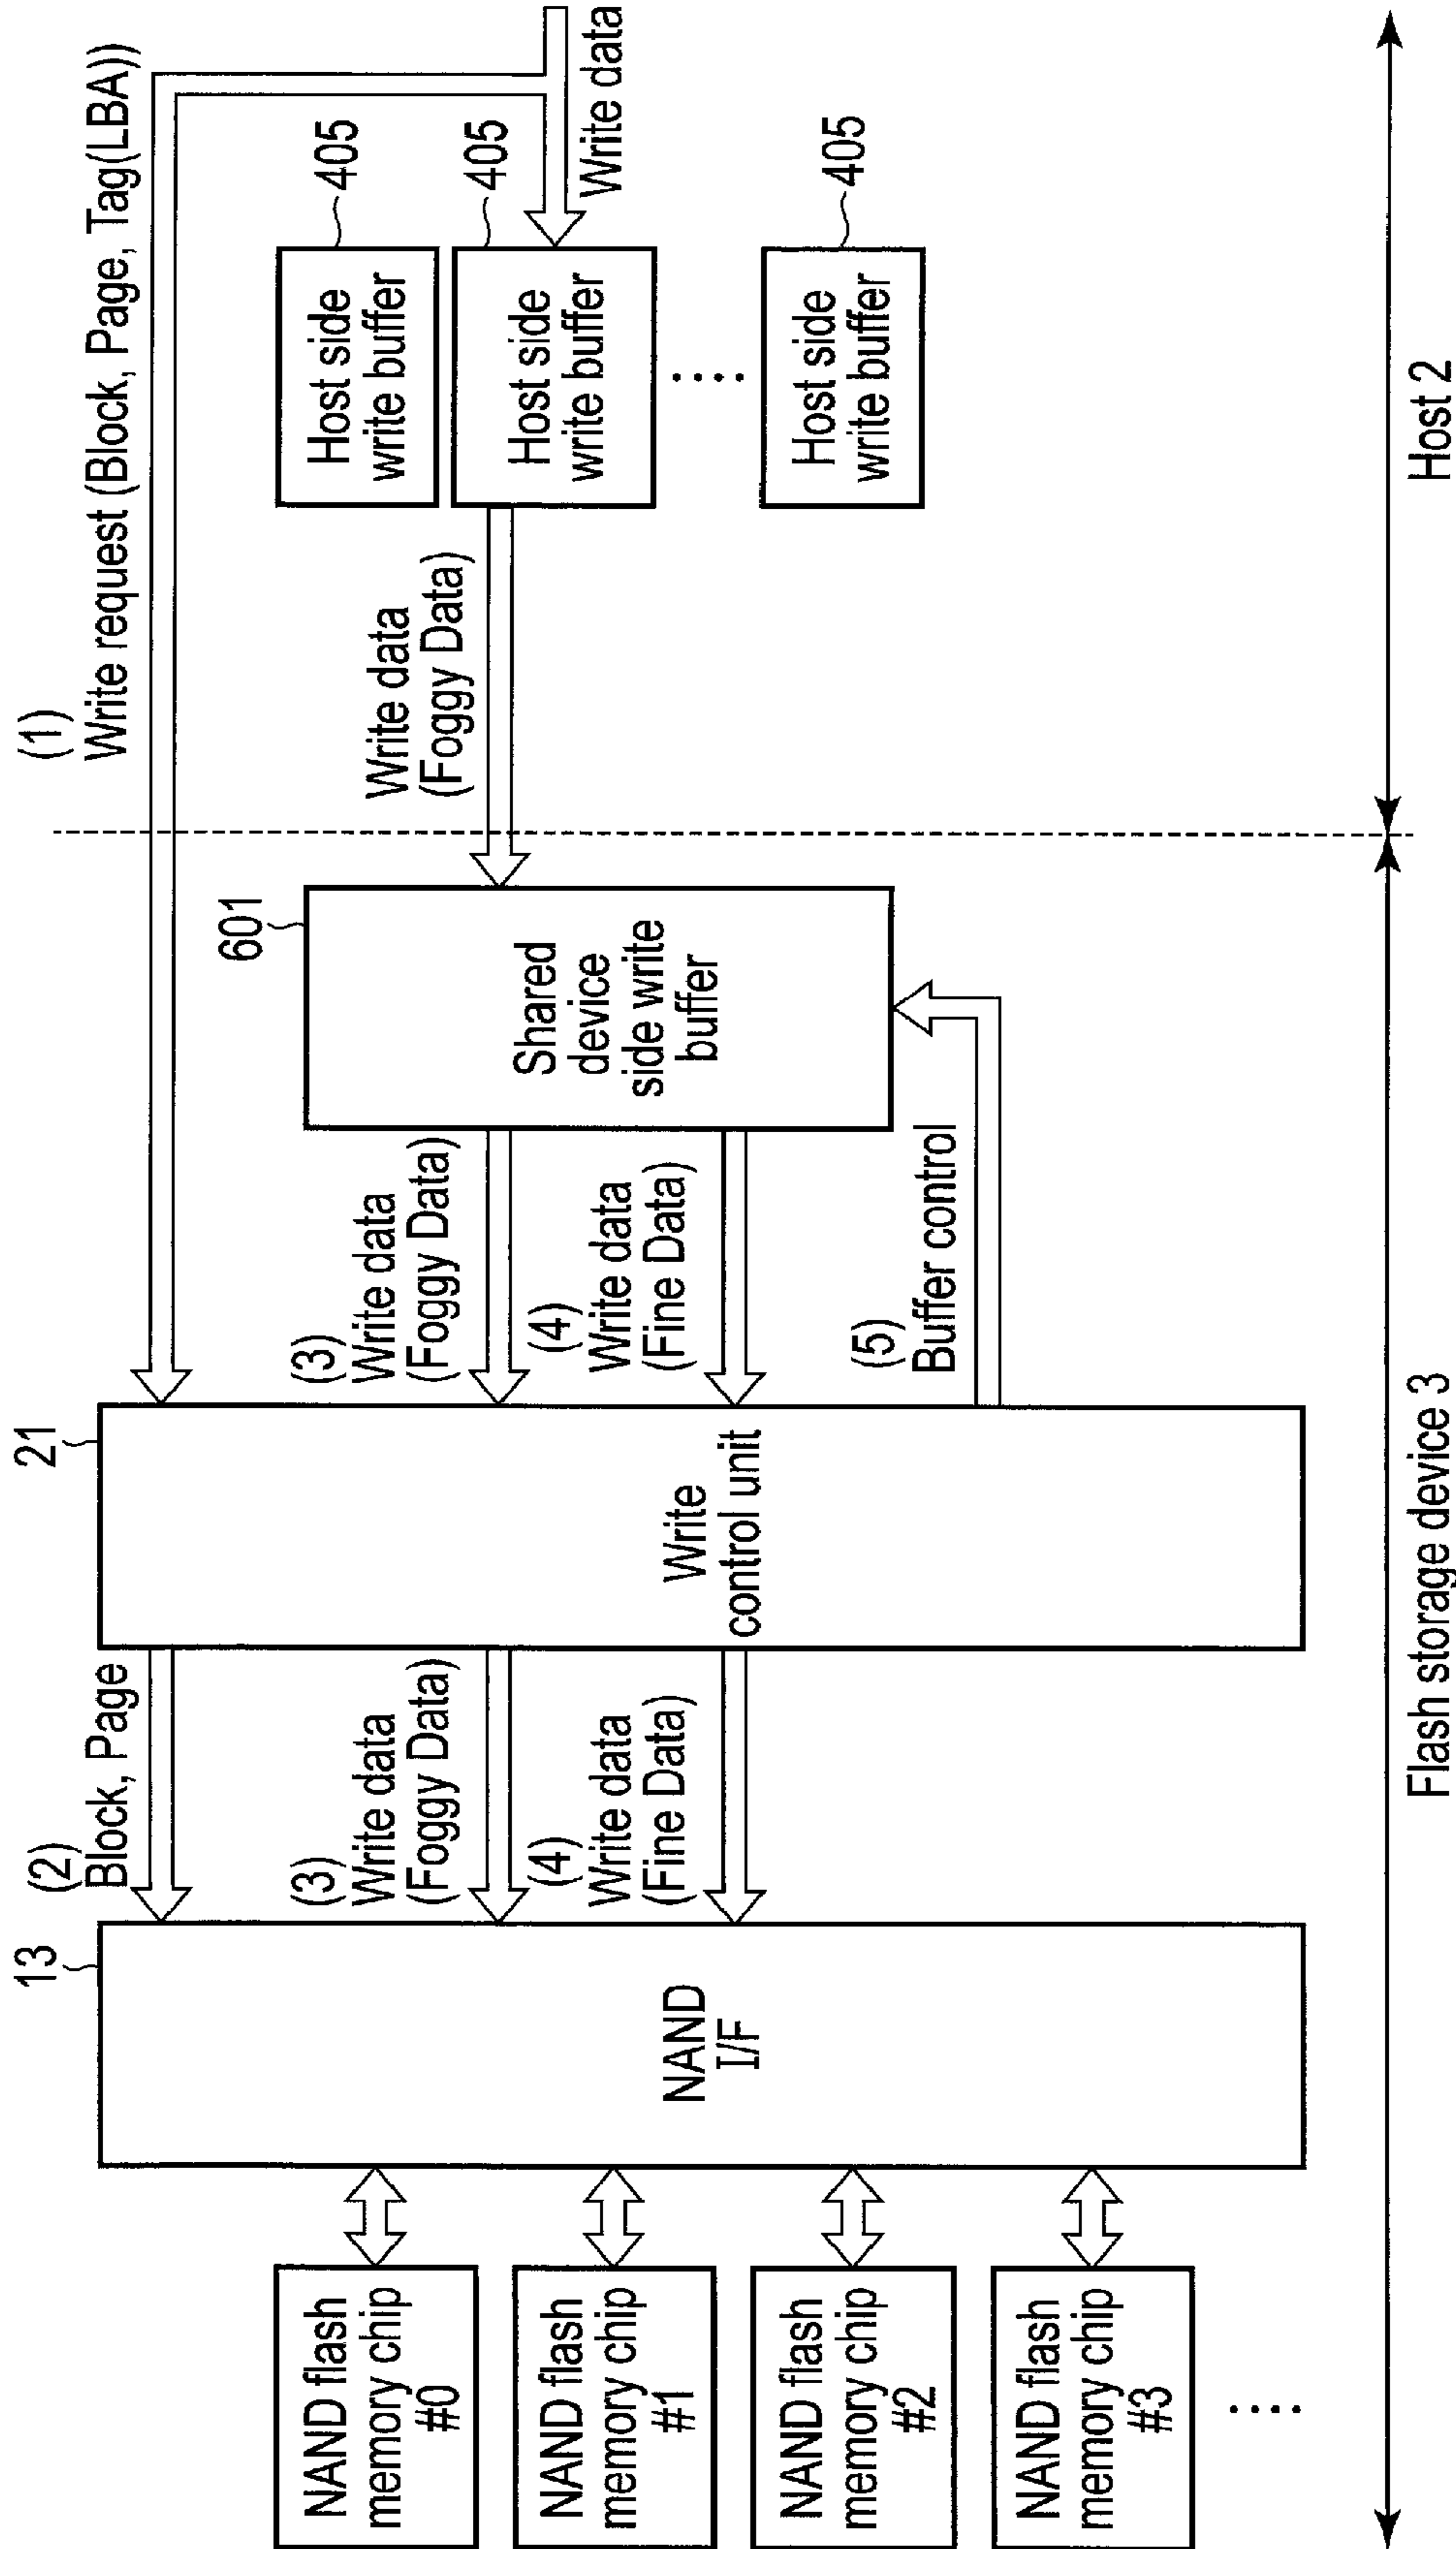 (1)
Write request (Block, Page, Tag(LBA))
Write data
405
Host side
write buffer
405
Host side
write buffer
....
405
Host side
write buffer
Write data
(Foggy Data)
601
Shared
device
side write
buffer
(3)
Write data
(Foggy Data)
(4)
Write data
(Fine Data)
(5)
Buffer control
21
Write
control unit
(2)
Block, Page
(3)
Write data
(Foggy Data)
(4)
Write data
(Fine Data)
13
NAND
I/F
NAND flash
memory chip
#0
NAND flash
memory chip
#1
NAND flash
memory chip
#2
NAND flash
memory chip
#3
....
Flash storage device 3
Host 2